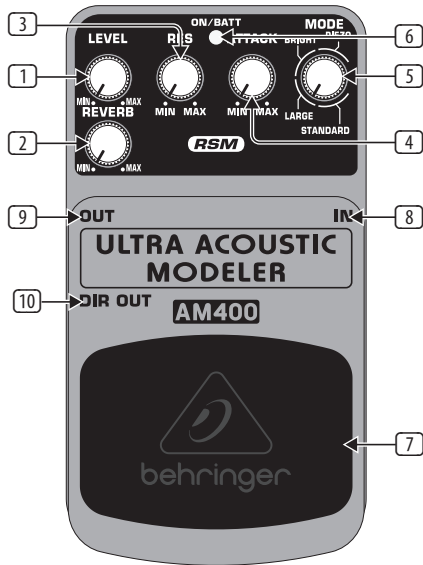 3
ON/BATT
6
LEVEL
RES
ATTACK
MODE
BRIGHT
PIEZO
1
5
MIN MAX
MIN MAX
MIN MAX
REVERB
LARGE
STANDARD
2
4
MIN MAX
RSM
9
OUT
IN
8
ULTRA ACOUSTIC
MODELER
10
DIR OUT
AM400
7
behringer